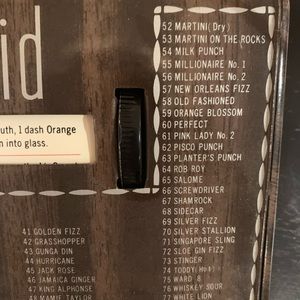 id
uth, 1 dash Orange
n into glass.
41 GOLDEN FIZZ
42 GRASSHOPPER
43 GUNGA DIN
44 HURRICANE
45 JACK ROSE
46 JAMAICA GINGER
47 KING ALPHONSE
48 MAMIE TAYLOR
52 MARTINI (Dry)
53 MARTINI ON THE ROCKS
54 MILK PUNCH
55 MILLIONAIRE No. 1
56 MILLIONAIRE No. 2
57 NEW ORLEANS FIZZ
58 OLD FASHIONED
59 ORANGE BLOSSOM
60 PERFECT
61 PINK LADY No. 2
62 PISCO PUNCH
63 PLANTER'S PUNCH
64 ROB ROY
65 SALOME
66 SCREWDRIVER
67 SHAMROCK
68 SIDECAR
69 SILVER FIZZ
70 SILVER STALLION
71 SINGAPORE SLING
72 SLOE GIN FIZZ
73 STINGER
74 TODDY (Hot)
75 WARD 8
76 WHISKEY SOUR
77 WHITE LION